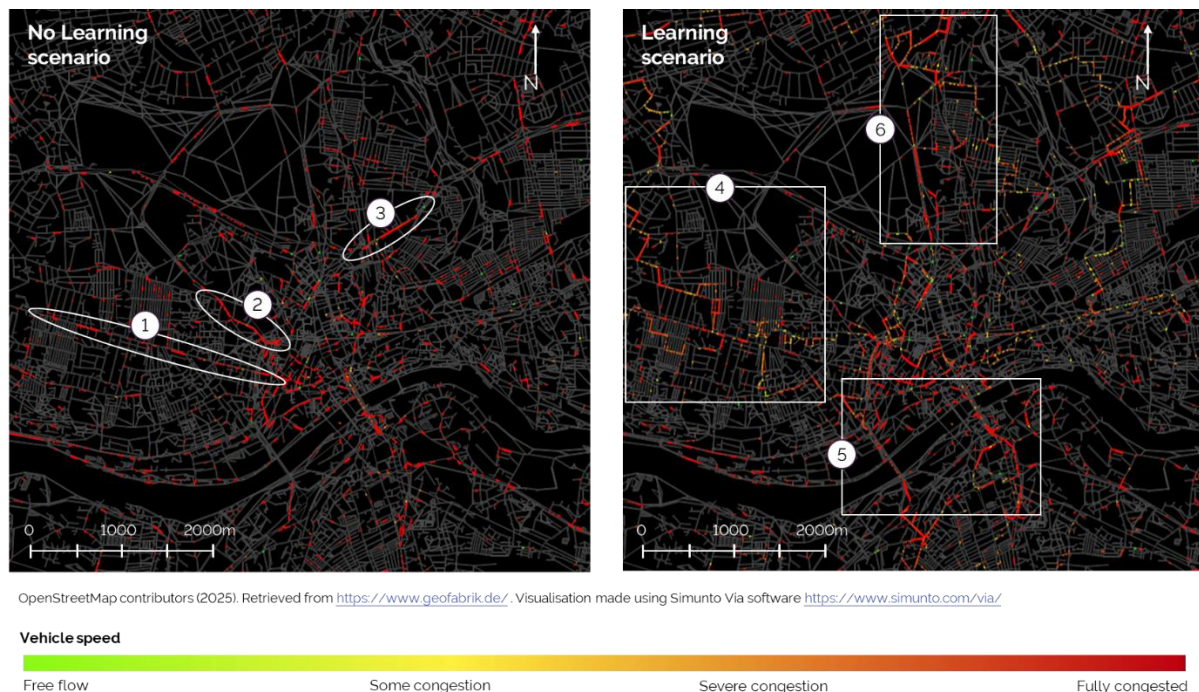 No Learning
scenario
N
3
2
1
0 1000 2000m
Learning
scenario
N
6
4
5
0 1000 2000m
OpenStreetMap contributors (2025). Retrieved from https://www.geofabrik.de/. Visualisation made using Simunto Via software https://www.simunto.com/via/
Vehicle speed
Free flow Some congestion Severe congestion Fully congested